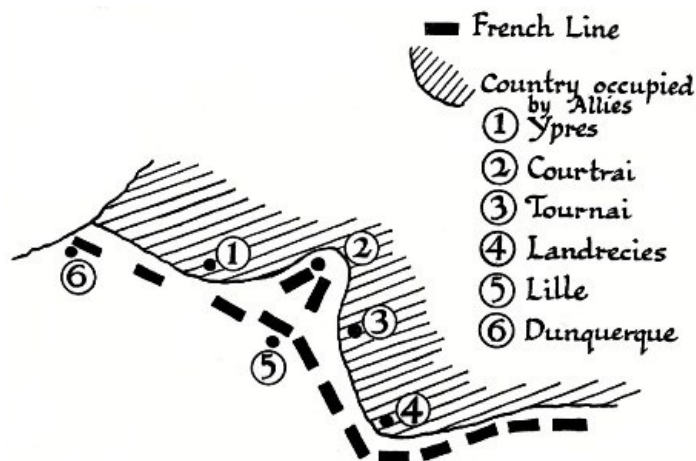 French Line
Country occupied
by Allies
① Ypres
② Courtrai
③ Tournai
④ Landrecies
⑤ Lille
⑥ Dunquerque
①
②
③
④
⑤
⑥